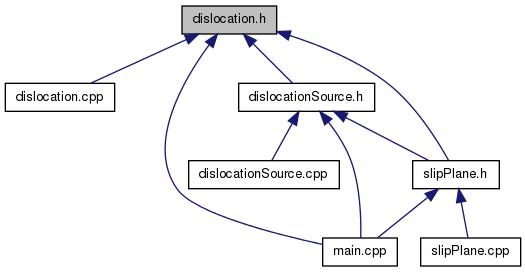 dislocation.h
dislocation.cpp
dislocationSource.h
dislocationSource.cpp
slipPlane.h
main.cpp
slipPlane.cpp